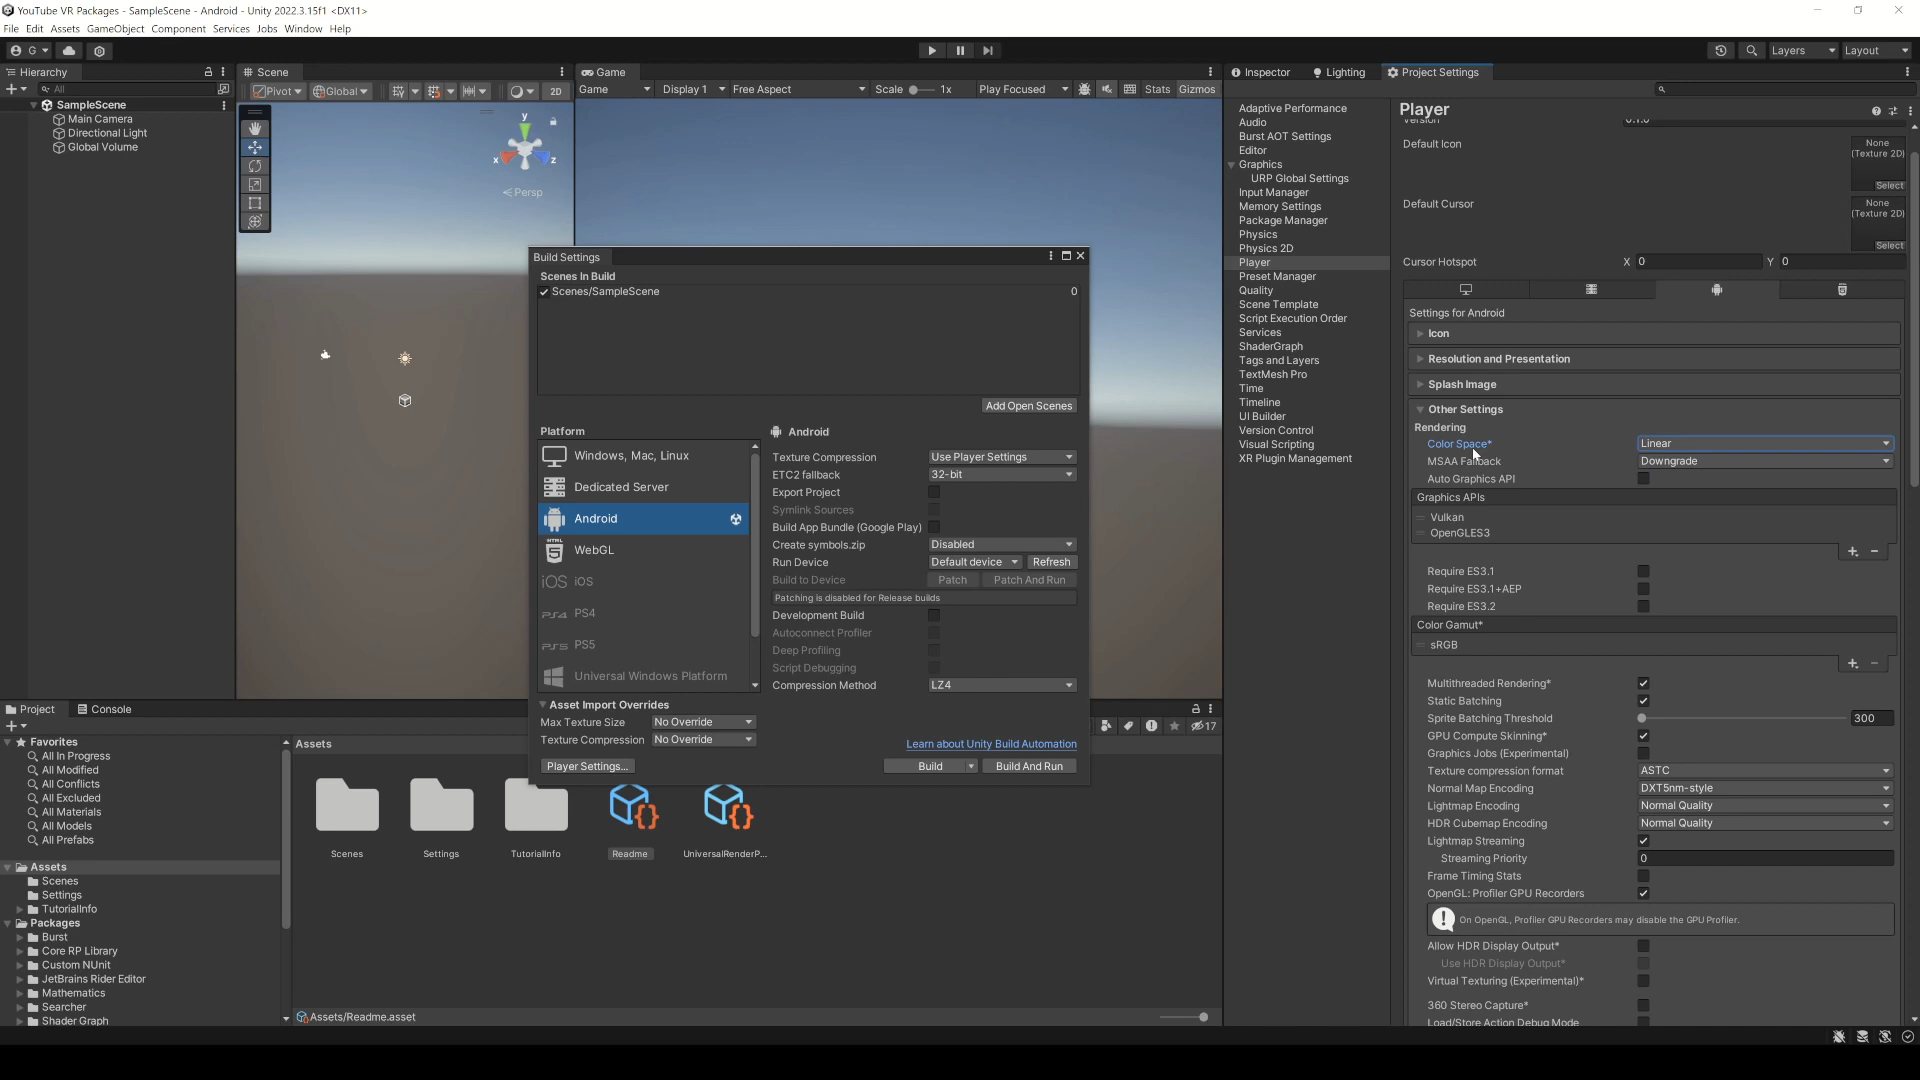 YouTube VR Packages - SampleScene - Android - Unity 2022.3.15f1 <DX11>
File Edit Assets GameObject Component Services Jobs Window Help
G
Layers
Layout
Hierarchy
All
SampleScene
Main Camera
Directional Light
Global Volume
Scene
Pivot
Global
2D
y
x
z
Persp
Game
Game
Display 1
Free Aspect
Scale
1x
Play Focused
Stats
Gizmos
Build Settings
Scenes In Build
Scenes/SampleScene 0
Add Open Scenes
Platform
Windows, Mac, Linux
Dedicated Server
Android
HTML
WebGL
iOS iOS
PS4 PS4
PS5 PS5
Universal Windows Platform
Android
Texture Compression Use Player Settings
ETC2 fallback 32-bit
Export Project
Symlink Sources
Build App Bundle (Google Play)
Create symbols.zip Disabled
Run Device Default device Refresh
Build to Device Patch Patch And Run
Patching is disabled for Release builds
Development Build
Autoconnect Profiler
Deep Profiling
Script Debugging
Compression Method LZ4
Asset Import Overrides
Max Texture Size No Override
Texture Compression No Override
Learn about Unity Build Automation
Player Settings...
Build
Build And Run
Inspector
Lighting
Project Settings
Adaptive Performance
Audio
Burst AOT Settings
Editor
Graphics
URP Global Settings
Input Manager
Memory Settings
Package Manager
Physics
Physics 2D
Player
Preset Manager
Quality
Scene Template
Script Execution Order
Services
ShaderGraph
Tags and Layers
TextMesh Pro
Time
Timeline
UI Builder
Version Control
Visual Scripting
XR Plugin Management
Player
Version 0.1.0
Default Icon
None
(Texture 2D)
Select
Default Cursor
None
(Texture 2D)
Select
Cursor Hotspot X 0 Y 0
Settings for Android
Icon
Resolution and Presentation
Splash Image
Other Settings
Rendering
Color Space* Linear
MSAA Fallback Downgrade
Auto Graphics API
Graphics APIs
Vulkan
OpenGLES3
Require ES3.1
Require ES3.1+AEP
Require ES3.2
Color Gamut*
sRGB
Multithreaded Rendering*
Static Batching
Sprite Batching Threshold 300
GPU Compute Skinning*
Graphics Jobs (Experimental)
Texture compression format ASTC
Normal Map Encoding DXT5nm-style
Lightmap Encoding Normal Quality
HDR Cubemap Encoding Normal Quality
Lightmap Streaming
Streaming Priority 0
Frame Timing Stats
OpenGL: Profiler GPU Recorders
On OpenGL, Profiler GPU Recorders may disable the GPU Profiler.
Allow HDR Display Output*
Use HDR Display Output*
Virtual Texturing (Experimental)*
360 Stereo Capture*
Load/Store Action Debug Mode
Project
Console
17
Favorites
All In Progress
All Modified
All Conflicts
All Excluded
All Materials
All Models
All Prefabs
Assets
Scenes
Settings
TutorialInfo
Packages
Burst
Core RP Library
Custom NUnit
JetBrains Rider Editor
Mathematics
Searcher
Shader Graph
Assets
Scenes
Settings
TutorialInfo
Readme
UniversalRenderP...
Assets/Readme.asset